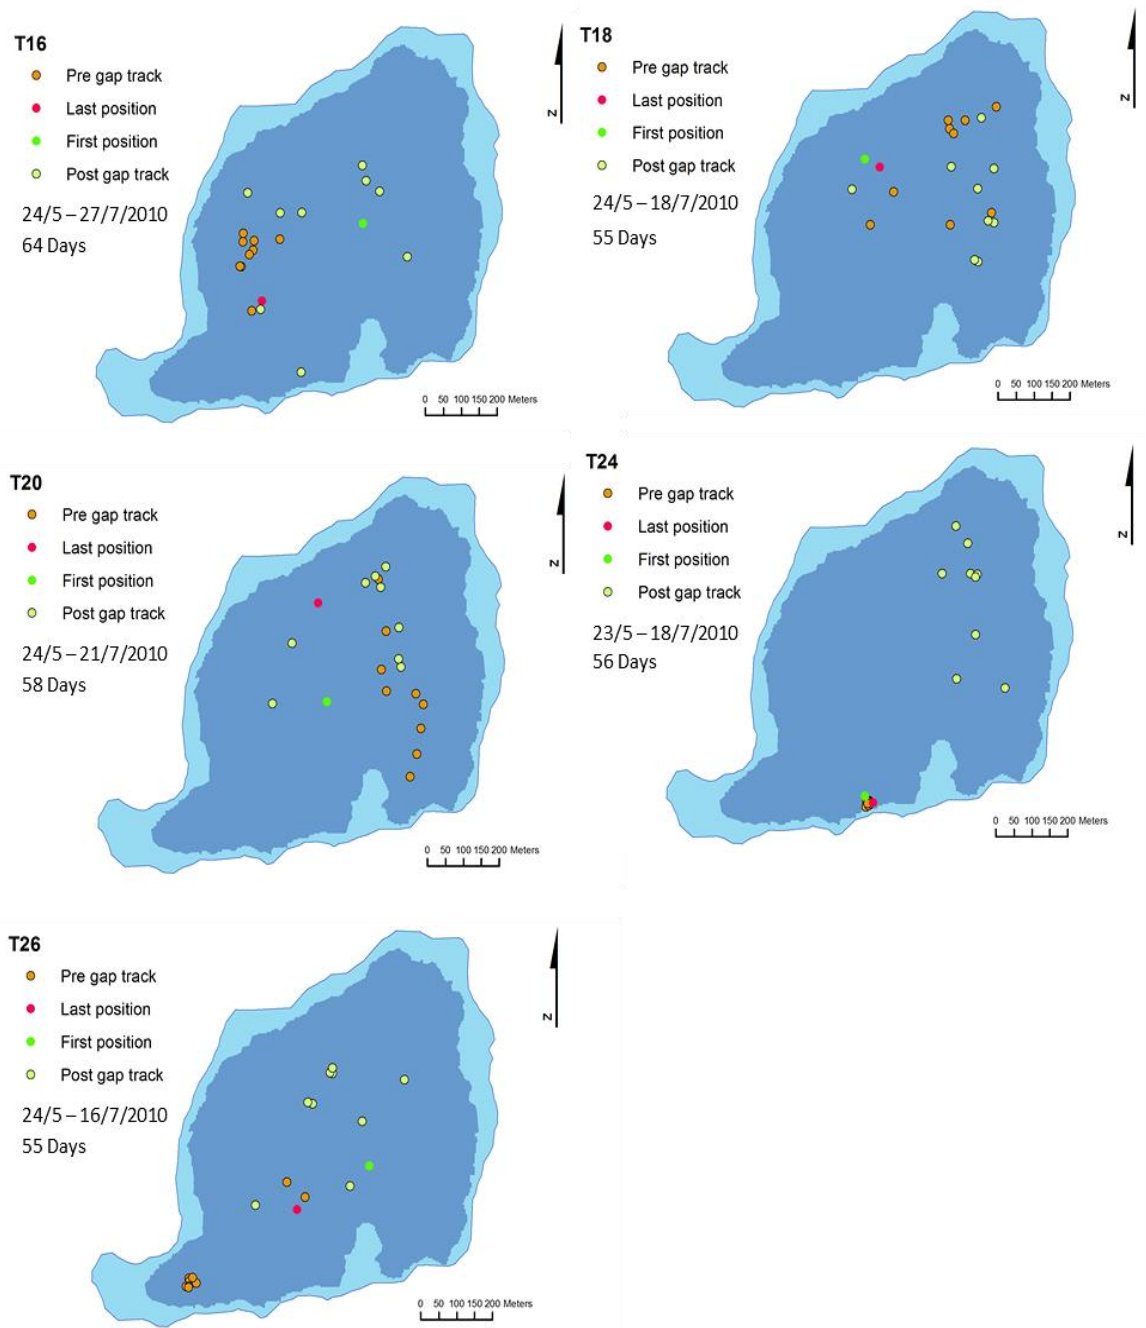 T16
Pre gap track
Last position
First position
Post gap track
24/5 – 27/7/2010
64 Days
N
0 50 100 150 200 Meters
T18
Pre gap track
Last position
First position
Post gap track
24/5 – 18/7/2010
55 Days
N
0 50 100 150 200 Meters
T20
Pre gap track
Last position
First position
Post gap track
24/5 – 21/7/2010
58 Days
N
0 50 100 150 200 Meters
T24
Pre gap track
Last position
First position
Post gap track
23/5 – 18/7/2010
56 Days
N
0 50 100 150 200 Meters
T26
Pre gap track
Last position
First position
Post gap track
24/5 – 16/7/2010
55 Days
N
0 50 100 150 200 Meters